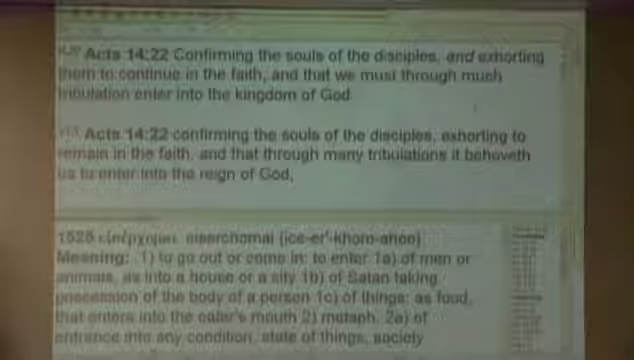 Acts 14:22 Confirming the souls of the disciples, and exhorting
them to continue in the faith, and that we must through much
tribulation enter into the kingdom of God.
Acts 14:22 confirming the souls of the disciples, exhorting to
remain in the faith, and that through many tribulations it behoveth
us to enter into the reign of God,
1525 εἰσέρχομαι eiserchomai (ice-er'-khom-ahee)
Meaning: 1) to go out or come in: to enter 1a) of men or
animals, as into a house or a city 1b) of Satan taking
possession of the body of a person 1c) of things: as food,
that enters into the eater's mouth 2) metaph. 2a) of
entrance into any condition, state of things, society